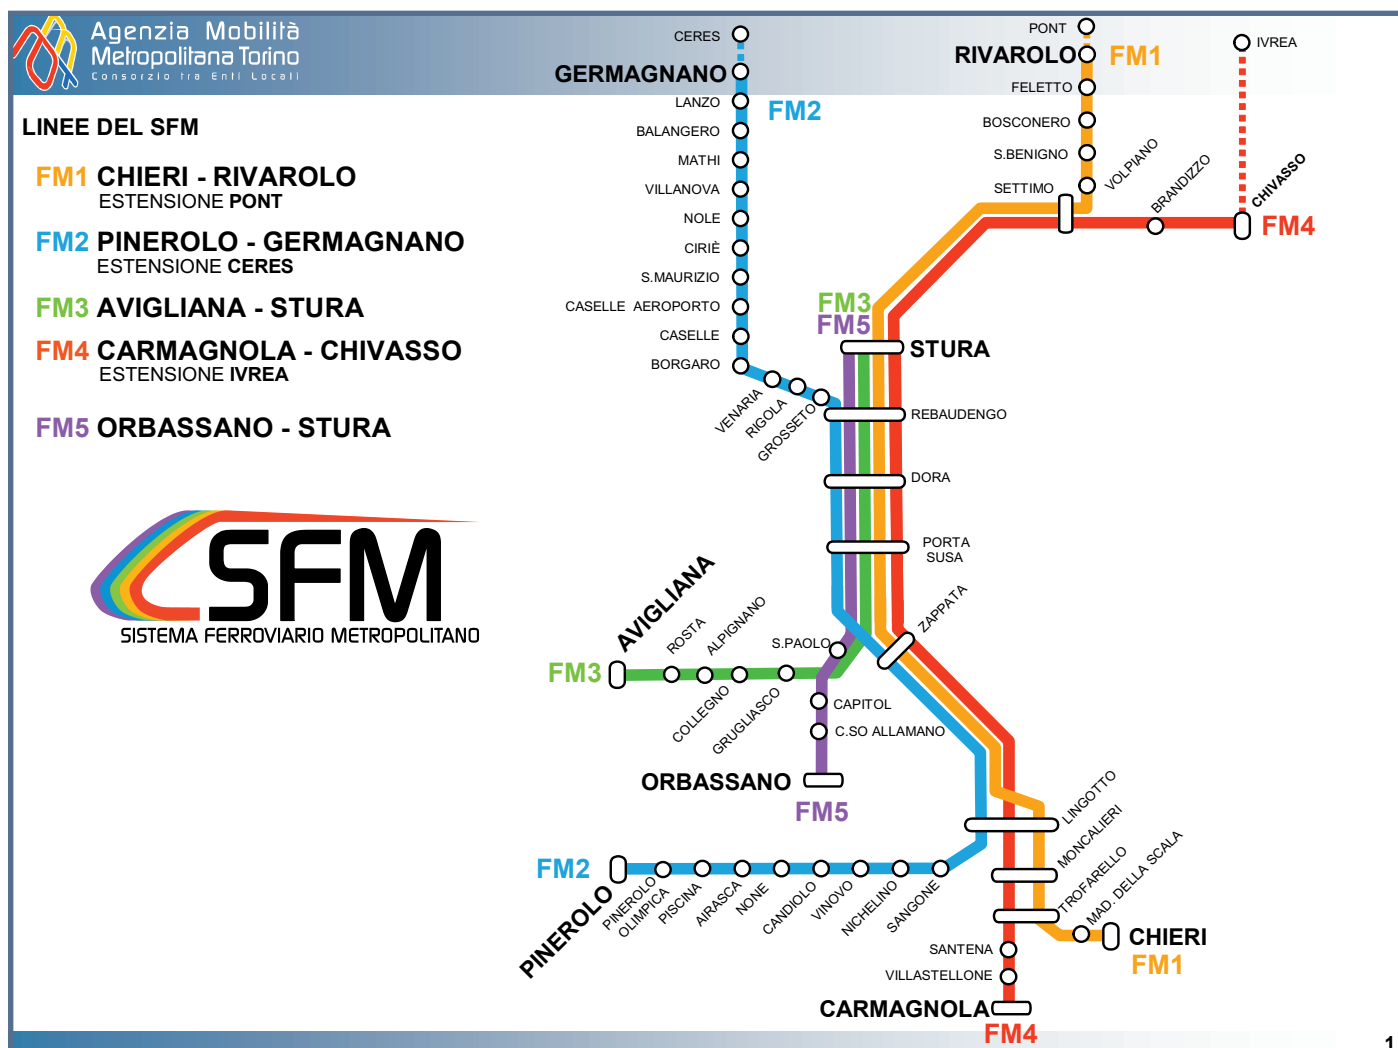 Agenzia Mobilità
Metropolitana Torino
Consorzio tra Enti Locali
LINEE DEL SFM
FM1 CHIERI - RIVAROLO
ESTENSIONE PONT
FM2 PINEROLO - GERMAGNANO
ESTENSIONE CERES
FM3 AVIGLIANA - STURA
FM4 CARMAGNOLA - CHIVASSO
ESTENSIONE IVREA
FM5 ORBASSANO - STURA
SFM
SISTEMA FERROVIARIO METROPOLITANO
CERES
GERMAGNANO
FM2
LANZO
BALANGERO
MATHI
VILLANOVA
NOLE
CIRIÈ
S.MAURIZIO
CASELLE AEROPORTO
CASELLE
BORGARO
VENARIA
RIGOLA
GROSSETO
PONT
RIVAROLO
FM1
FELETTO
BOSCONERO
S.BENIGNO
VOLPIANO
SETTIMO
BRANDIZZO
IVREA
CHIVASSO
FM4
FM3
FM5
STURA
REBAUDENGO
DORA
PORTA
SUSA
ZAPPATA
AVIGLIANA
FM3
ROSTA
ALPIGNANO
COLLEGNO
GRUGLIASCO
S.PAOLO
CAPITOL
C.SO ALLAMANO
ORBASSANO
FM5
LINGOTTO
MONCALIERI
TROFARELLO
MAD. DELLA SCALA
CHIERI
FM1
FM2
PINEROLO
PINEROLO
OLIMPICA
PISCINA
AIRASCA
NONE
CANDIOLO
VINOVO
NICHELINO
SANGONE
SANTENA
VILLASTELLONE
CARMAGNOLA
FM4
1